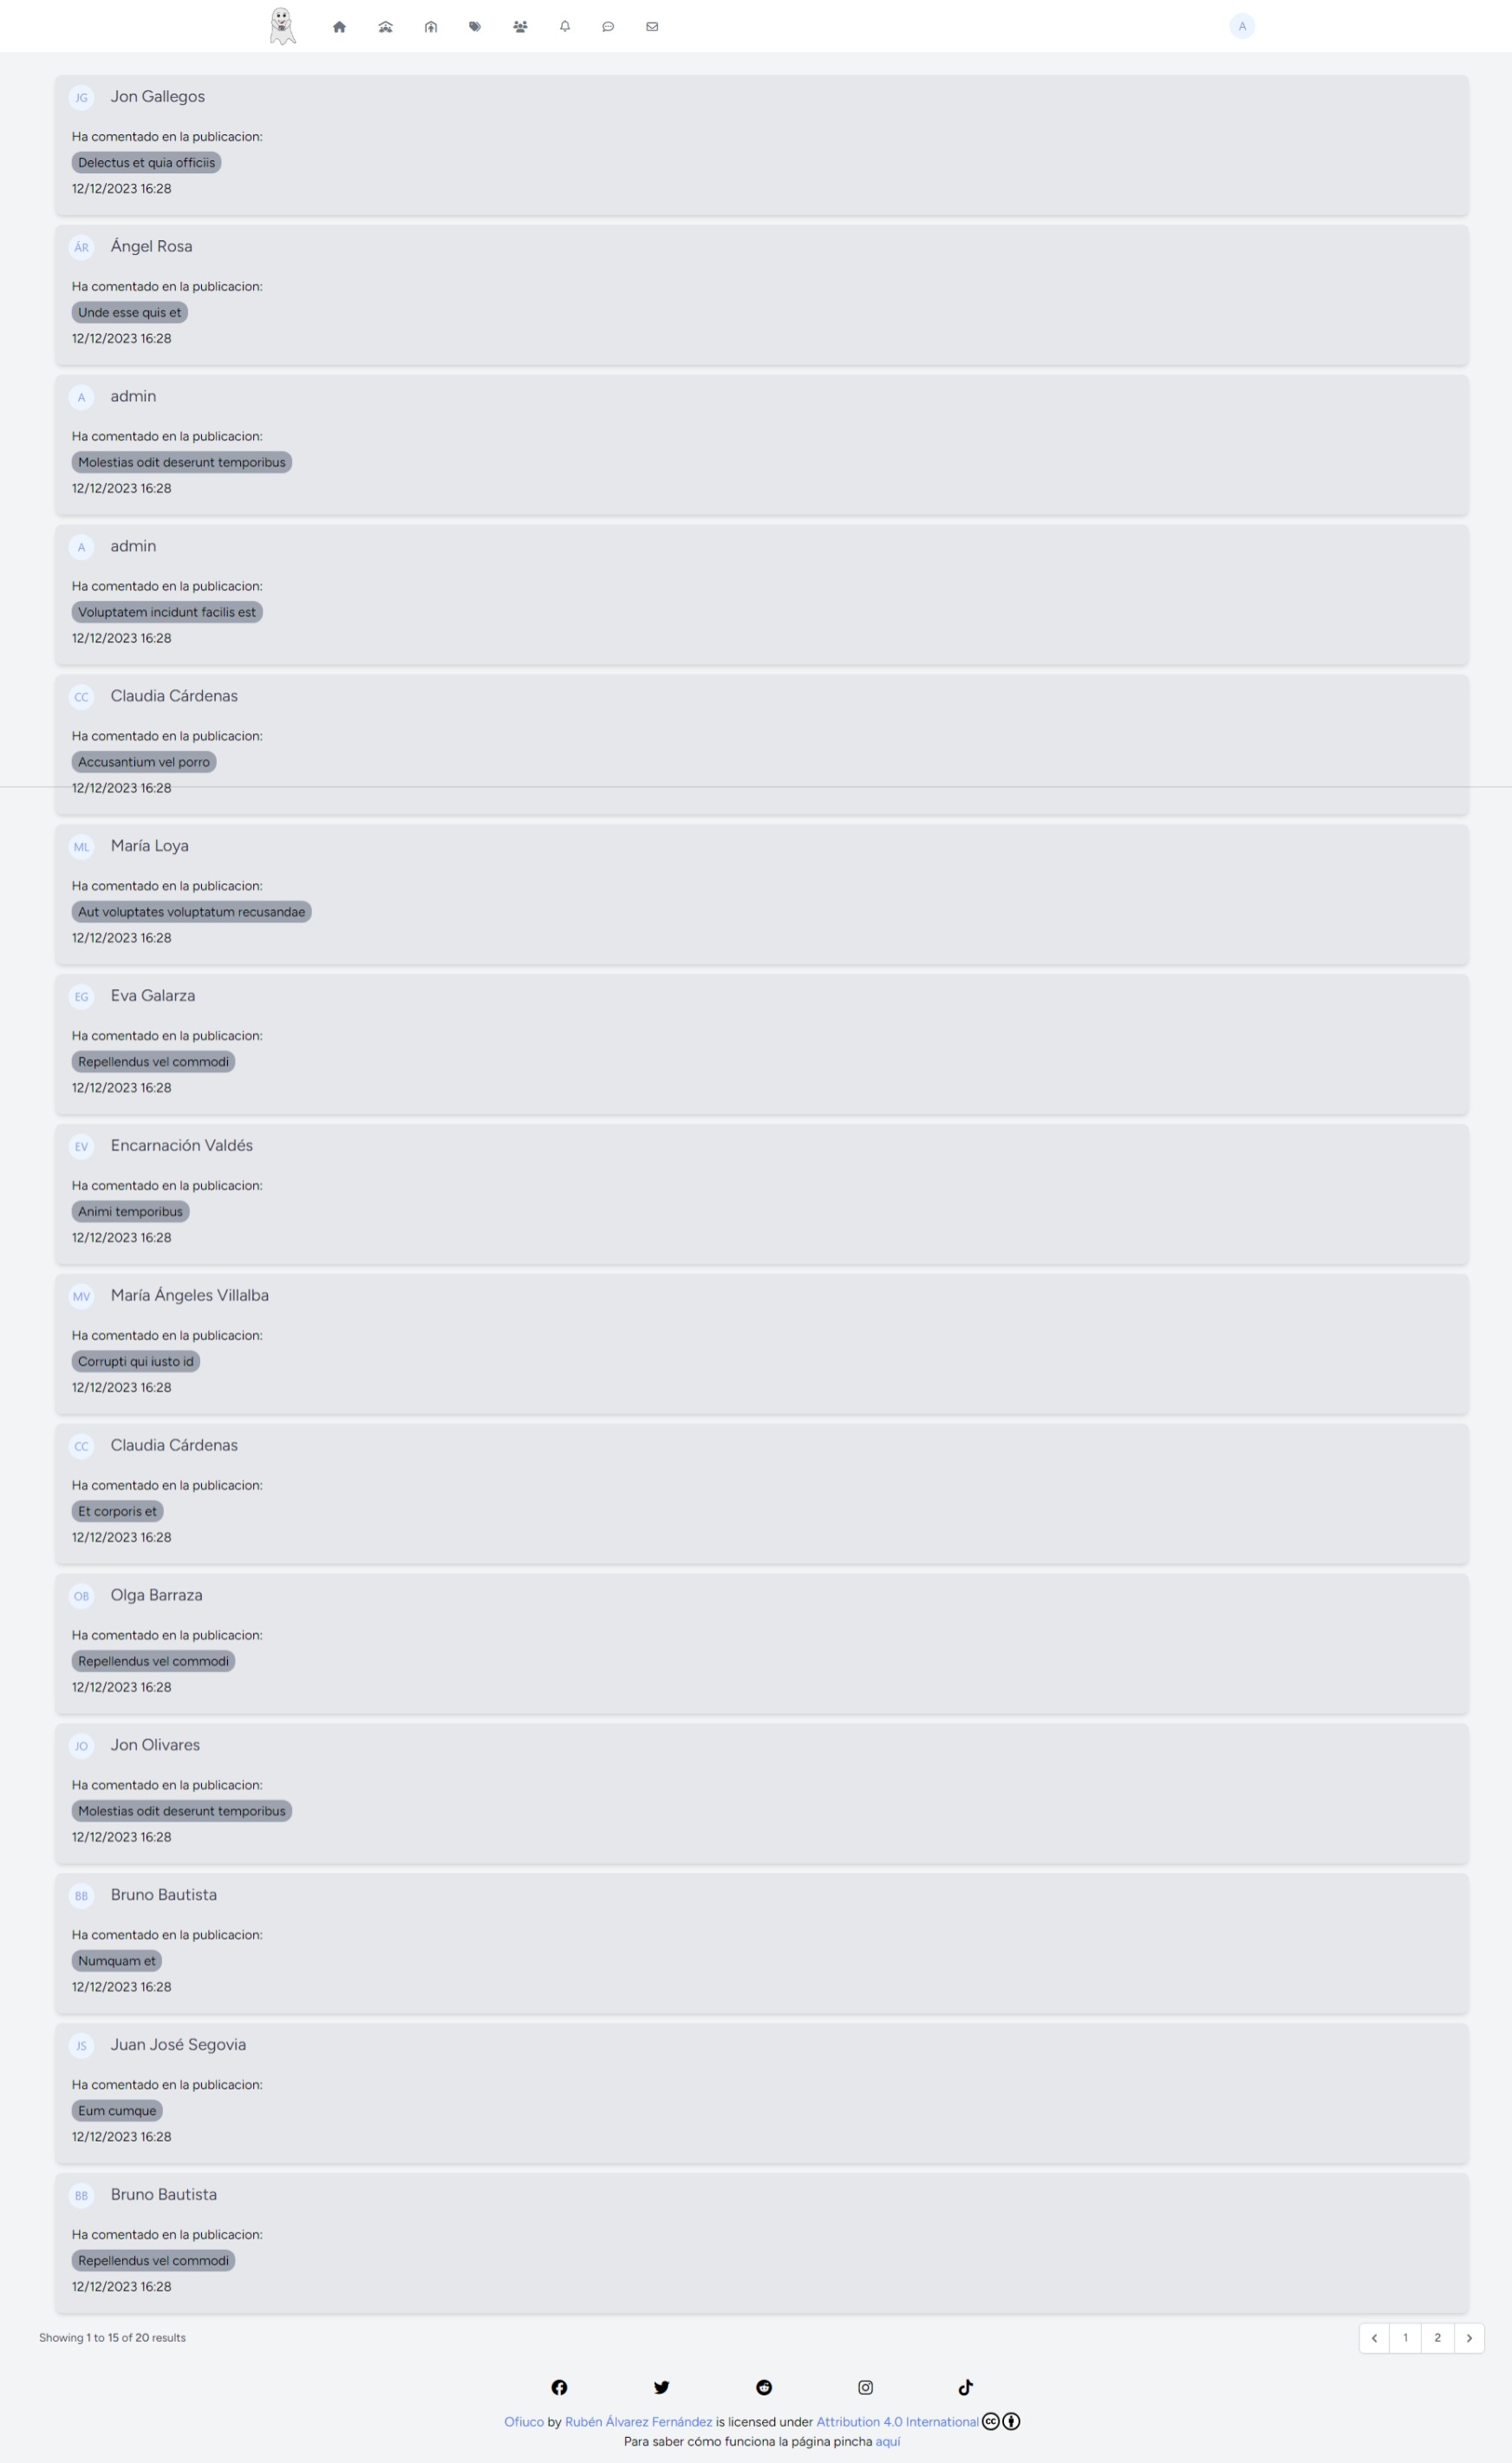 A
JG Jon Gallegos
Ha comentado en la publicacion:
Delectus et quia officiis
12/12/2023 16:28
ÁR Ángel Rosa
Ha comentado en la publicacion:
Unde esse quis et
12/12/2023 16:28
A admin
Ha comentado en la publicacion:
Molestias odit deserunt temporibus
12/12/2023 16:28
A admin
Ha comentado en la publicacion:
Voluptatem incidunt facilis est
12/12/2023 16:28
CC Claudia Cárdenas
Ha comentado en la publicacion:
Accusantium vel porro
12/12/2023 16:28
ML María Loya
Ha comentado en la publicacion:
Aut voluptates voluptatum recusandae
12/12/2023 16:28
EG Eva Galarza
Ha comentado en la publicacion:
Repellendus vel commodi
12/12/2023 16:28
EV Encarnación Valdés
Ha comentado en la publicacion:
Animi temporibus
12/12/2023 16:28
MV María Ángeles Villalba
Ha comentado en la publicacion:
Corrupti qui iusto id
12/12/2023 16:28
CC Claudia Cárdenas
Ha comentado en la publicacion:
Et corporis et
12/12/2023 16:28
OB Olga Barraza
Ha comentado en la publicacion:
Repellendus vel commodi
12/12/2023 16:28
JO Jon Olivares
Ha comentado en la publicacion:
Molestias odit deserunt temporibus
12/12/2023 16:28
BB Bruno Bautista
Ha comentado en la publicacion:
Numquam et
12/12/2023 16:28
JS Juan José Segovia
Ha comentado en la publicacion:
Eum cumque
12/12/2023 16:28
BB Bruno Bautista
Ha comentado en la publicacion:
Repellendus vel commodi
12/12/2023 16:28
Showing 1 to 15 of 20 results
1 2
Ofiuco by Rubén Álvarez Fernández is licensed under Attribution 4.0 International
Para saber cómo funciona la página pincha aquí